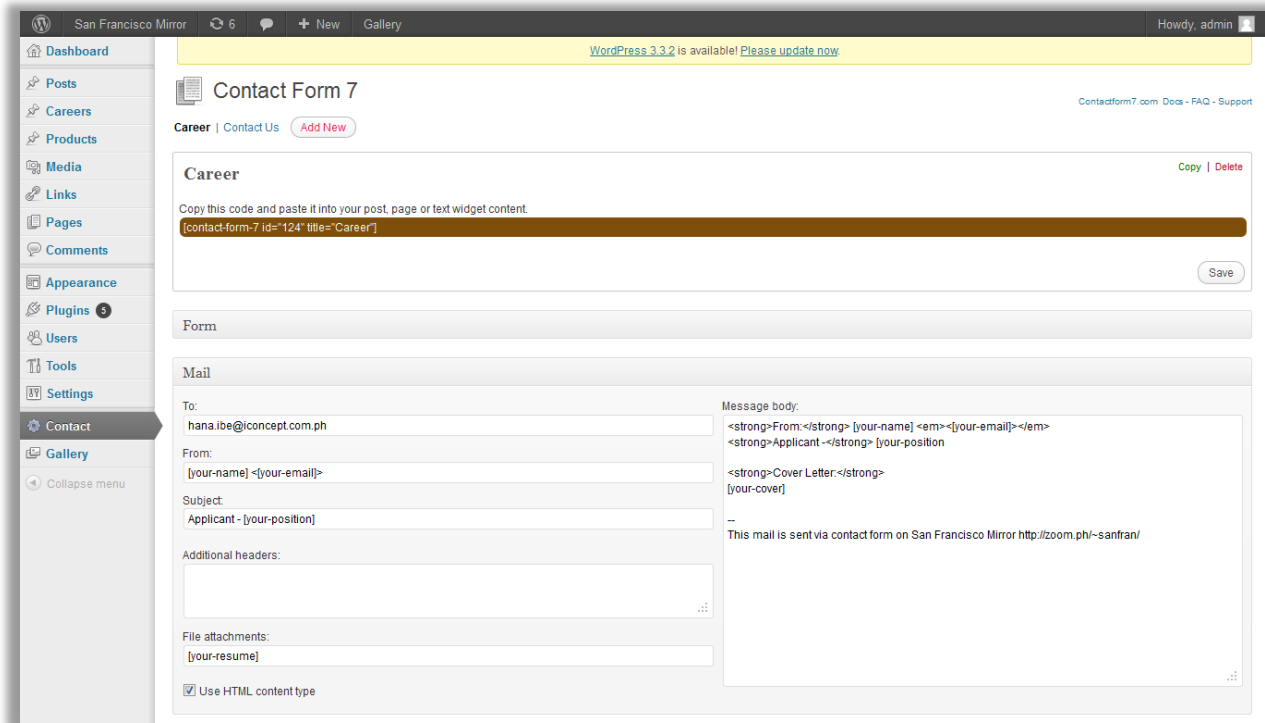 San Francisco Mirror 6 + New Gallery Howdy, admin
Dashboard
Posts
Careers
Products
Media
Links
Pages
Comments
Appearance
Plugins 5
Users
Tools
Settings
Contact
Gallery
Collapse menu
WordPress 3.3.2 is available! Please update now.
Contact Form 7
Contactform7.com Docs - FAQ - Support
Career | Contact Us Add New
Career
Copy | Delete
Copy this code and paste it into your post, page or text widget content.
[contact-form-7 id="124" title="Career"]
Save
Form
Mail
To:
hana.ibe@iconcept.com.ph
From:
[your-name] <[your-email]>
Subject:
Applicant - [your-position]
Additional headers:
File attachments:
[your-resume]
Use HTML content type
Message body:
<strong>From:</strong> [your-name] <em><[your-email]></em>
<strong>Applicant -</strong> [your-position
<strong>Cover Letter:</strong>
[your-cover]
--
This mail is sent via contact form on San Francisco Mirror http://zoom.ph/~sanfran/